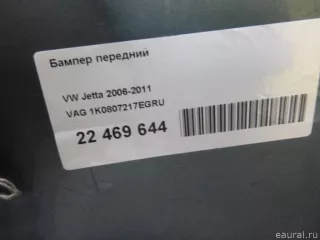 Бампер передний
VW Jetta 2006-2011
VAG 1K0807217EGRU
22 469 644
eaural.ru